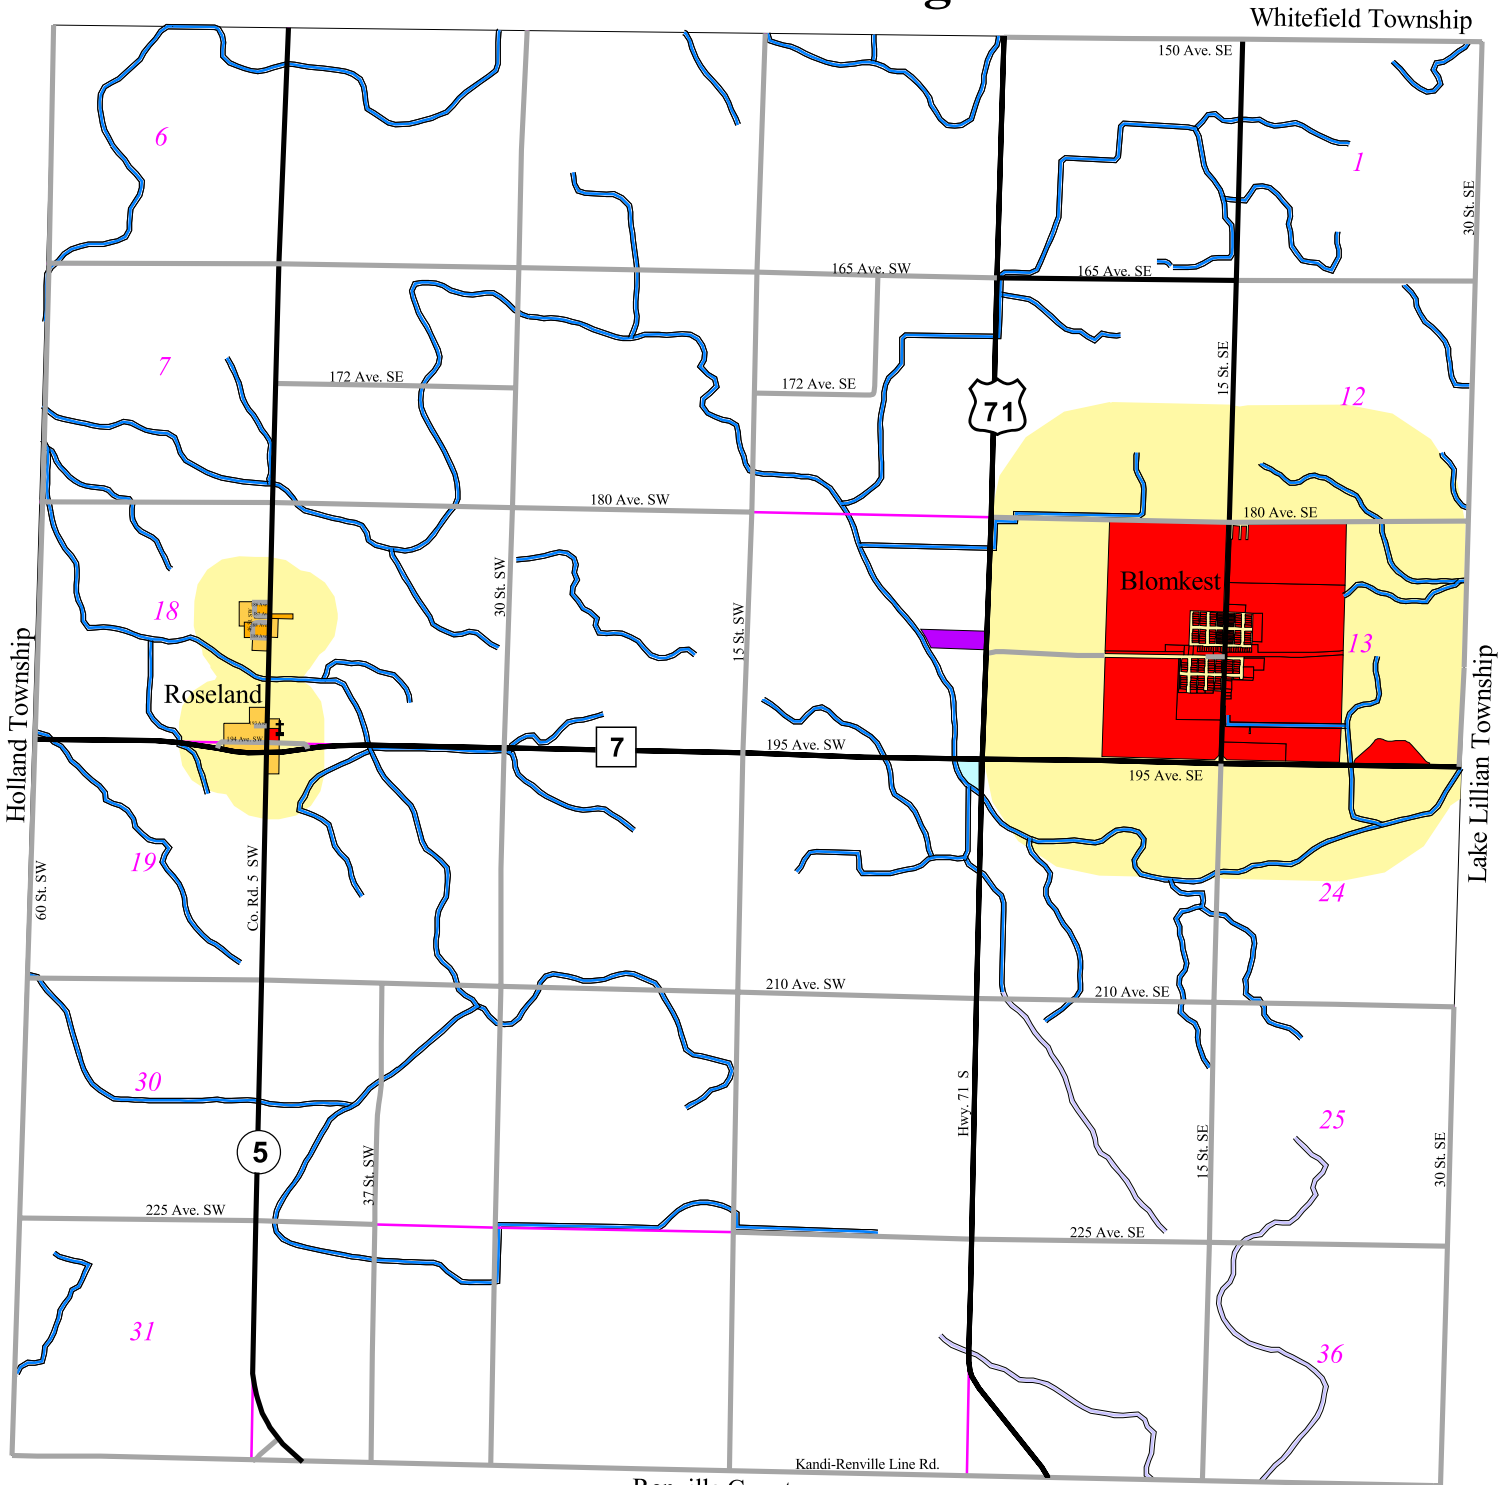 Whitefield Township
150 Ave. SE
6
1
30 St. SE
165 Ave. SW
165 Ave. SE
7
172 Ave. SE
172 Ave. SE
15 St. SE
12
71
180 Ave. SW
180 Ave. SE
Blomkest
30 St. SW
18
15 St. SW
13
Holland Township
Roseland
194 Ave. SW
7
195 Ave. SW
195 Ave. SE
Lake Lillian Township
19
60 St. SW
Co. Rd. 5 SW
24
210 Ave. SW
210 Ave. SE
30
Hwy. 71 S
25
5
37 St. SW
15 St. SE
30 St. SE
225 Ave. SW
225 Ave. SE
31
36
Kandi-Renville Line Rd.